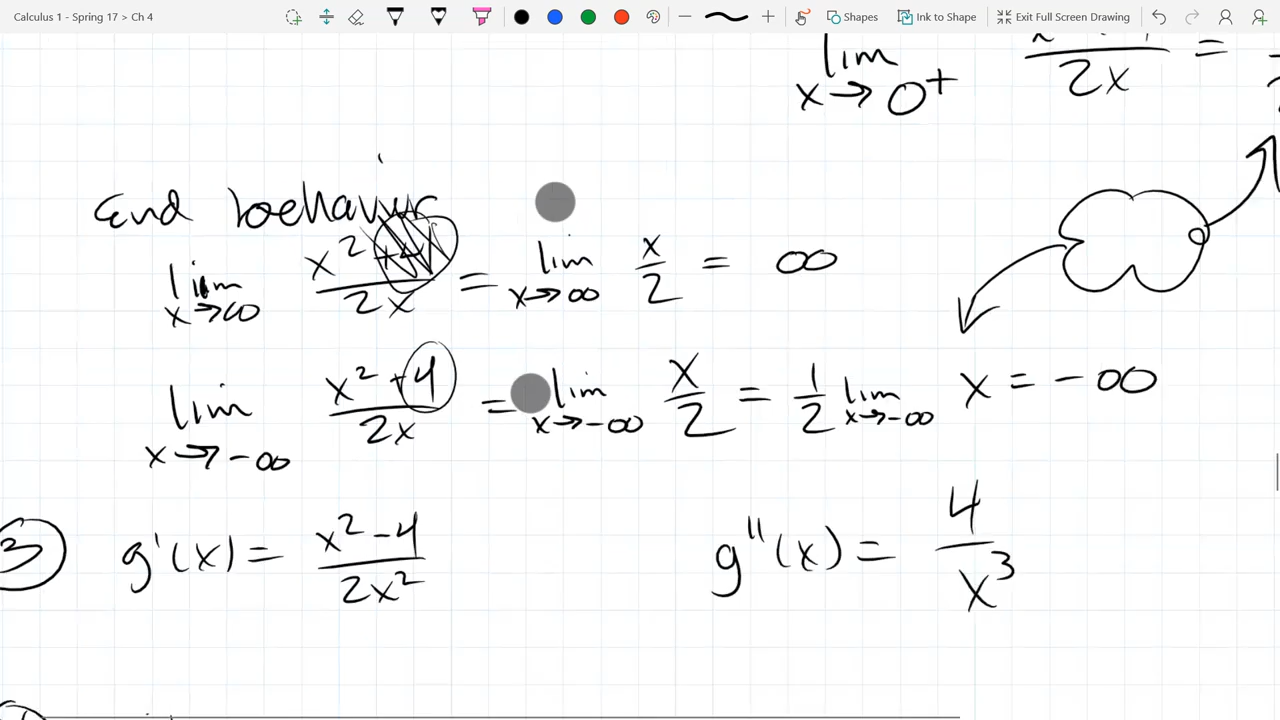 Calculus 1 - Spring 17 > Ch 4
Shapes
Ink to Shape
Exit Full Screen Drawing
lim x→0+ 2x =
End behavior
lim x→∞ x² / 2x = lim x→∞ x/2 = ∞
lim x→-∞ x²+4 / 2x = lim x→-∞ x/2 = 1/2 lim x→-∞ x = -∞
3 g'(x) = x²-4 / 2x² g''(x) = 4 / x³